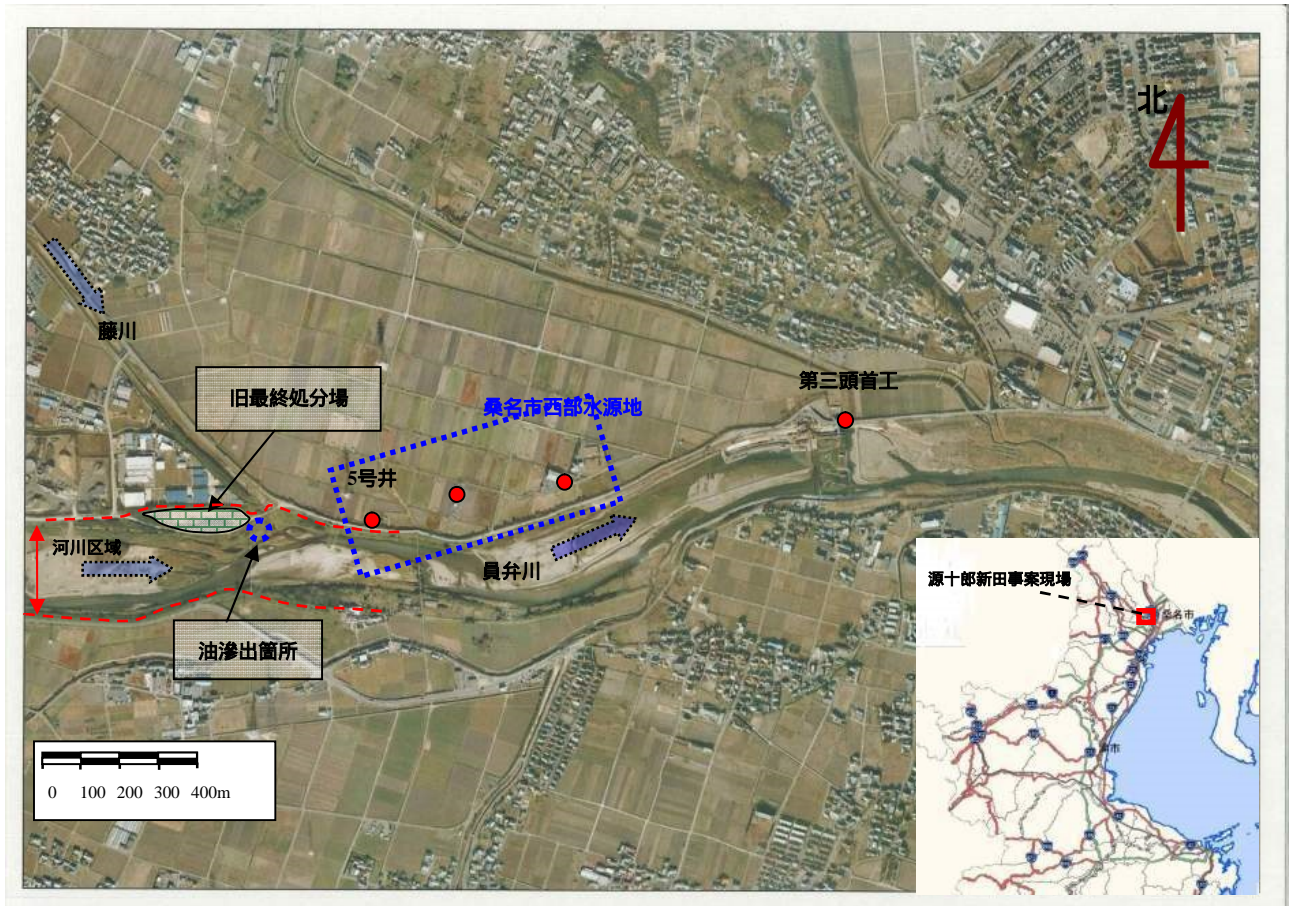 北
藤川
旧最終処分場
第三頭首工
桑名市西部水源地
5号井
河川区域
員弁川
油滲出箇所
源十郎新田事案現場
桑名市
0 100 200 300 400m